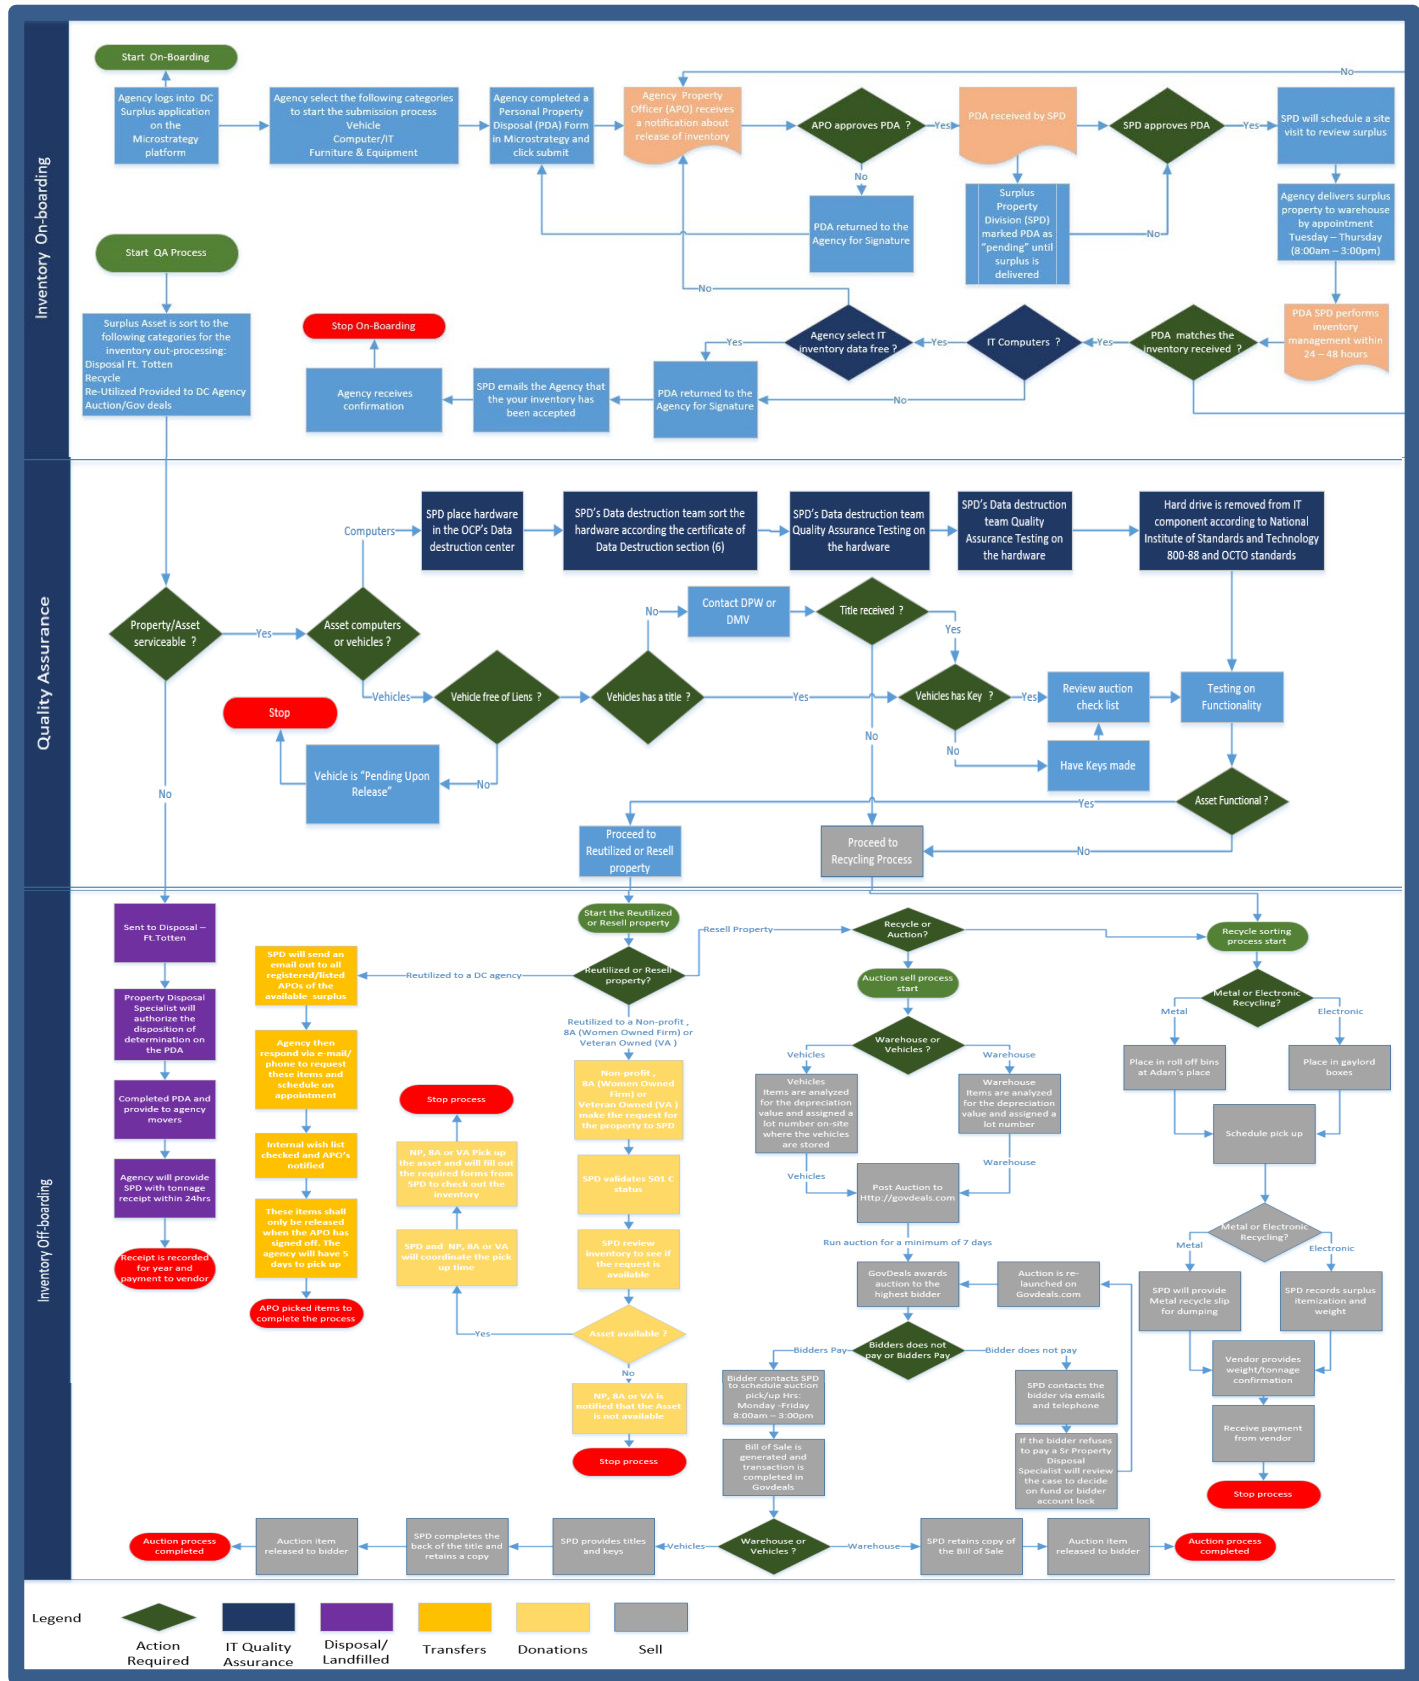 Inventory On-boarding
Start On-Boarding
Agency logs into DC
Surplus application
on the
Microstrategy
platform
Agency select the following categories
to start the submission process
Vehicle
Computer/IT
Furniture & Equipment
Agency completed a
Personal Property
Disposal (PDA) Form
in Microstrategy and
click submit
Agency Property
Officer (APO) receives
a notification about
release of Inventory
APO approves PDA ?
Yes
No
PDA returned to the
Agency for Signature
PDA received by SPD
Surplus
Property
Division (SPD)
marked PDA as
"pending" until
surplus is
delivered
No
SPD approves PDA
Yes
No
SPD will schedule a site
visit to review surplus
Agency delivers surplus
property to warehouse
by appointment
Tuesday – Thursday
(8:00am – 3:00pm)
PDA SPD performs
inventory
management within
24 – 48 hours
PDA matches the
inventory received ?
Yes
IT Computers ?
Yes
No
Agency select IT
inventory data free ?
No
Yes
PDA returned to the
Agency for Signature
SPD emails the Agency that
the your inventory has
been accepted
Agency receives
confirmation
Stop On-Boarding
Start QA Process
Surplus Asset is sort to the
following categories for the
inventory out-processing:
Disposal Ft. Totten
Recycle
Re-Utilized Provided to DC Agency
Auction/Gov deals
Quality Assurance
Property/Asset
serviceable ?
Yes
No
Asset computers
or vehicles ?
Computers
SPD place hardware
in the OCP's Data
destruction center
SPD's Data destruction team sort the
hardware according the certificate of
Data Destruction section (6)
SPD's Data destruction team
Quality Assurance Testing on
the hardware
SPD's Data destruction
team Quality
Assurance Testing on
the hardware
Hard drive is removed from IT
component according to National
Institute of Standards and Technology
800-88 and OCTO standards
Vehicles
Vehicle free of Liens ?
No
Vehicle is "Pending Upon
Release"
Stop
Vehicles has a title ?
No
Contact DPW or
DMV
Title received ?
Yes
No
Yes
Vehicles has Key ?
Yes
No
Have Keys made
Review auction
check list
Testing on
Functionality
Asset Functional ?
Yes
No
Proceed to
Reutilized or Resell
property
Proceed to
Recycling Process
Inventory Off-boarding
Sent to Disposal –
Ft.Totten
Property Disposal
Specialist will
authorize the
disposition of
determination on
the PDA
Completed PDA and
provide to agency
movers
Agency will provide
SPD with tonnage
receipt within 24hrs
Receipt is recorded
for year and
payment to vendor
Start the Reutilized
or Resell property
Reutilized or Resell
property?
Reutilized to a DC agency
SPD will send an
email out to all
registered/listed
APOs of the
available surplus
Agency then
respond via e-mail/
phone to request
these items and
schedule on
appointment
Internal wish list
checked and APO's
notified
These items shall
only be released
when the APO has
signed off. The
agency will have 5
days to pick up
APO picked items to
complete the process
Reutilized to a Non-profit ,
8A (Women Owned Firm) or
Veteran Owned (VA )
Non-profit ,
8A (Women Owned
Firm) or
Veteran Owned (VA )
make the request for
the property to SPD
SPD validates 501 C
status
SPD review
inventory to see if
the request is
available
Asset available ?
Yes
SPD and NP, 8A or VA
will coordinate the pick
up time
NP, 8A or VA Pick up
the asset and will fill out
the required forms from
SPD to check out the
inventory
Stop process
No
NP, 8A or VA is
notified that the Asset
is not available
Stop process
Resell Property
Recycle or
Auction?
Auction sell process
start
Warehouse or
Vehicles ?
Vehicles
Warehouse
Vehicles
Items are analyzed
for the depreciation
value and assigned a
lot number on-site
where the vehicles
are stored
Warehouse
Items are analyzed
for the depreciation
value and assigned a
lot number
Vehicles
Warehouse
Post Auction to
Http://govdeals.com
Run auction for a minimum of 7 days
GovDeals awards
auction to the
highest bidder
Auction is re-
launched on
Govdeals.com
Bidders does not
pay or Bidders Pay
Bidders Pay
Bidder does not pay
Bidder contacts SPD
to schedule auction
pick/up Hrs:
Monday -Friday
8:00am – 3:00pm
Bill of Sale is
generated and
transaction is
completed in
Govdeals
SPD contacts the
bidder via emails
and telephone
If the bidder refuses
to pay a Sr Property
Disposal
Specialist will review
the case to decide
on fund or bidder
account lock
Warehouse or
Vehicles ?
Vehicles
SPD provides titles
and keys
SPD completes the
back of the title and
retains a copy
Auction item
released to bidder
Auction process
completed
Warehouse
SPD retains copy of
the Bill of Sale
Auction item
released to bidder
Auction process
completed
Recycle sorting
process start
Metal or Electronic
Recycling?
Metal
Electronic
Place in roll off bins
at Adam's place
Place in gaylord
boxes
Schedule pick up
Metal or Electronic
Recycling?
Metal
Electronic
SPD will provide
Metal recycle slip
for dumping
SPD records surplus
itemization and
weight
Vendor provides
weight/tonnage
confirmation
Receive payment
from vendor
Stop process
Legend
Action
Required
IT Quality
Assurance
Disposal/
Landfilled
Transfers
Donations
Sell